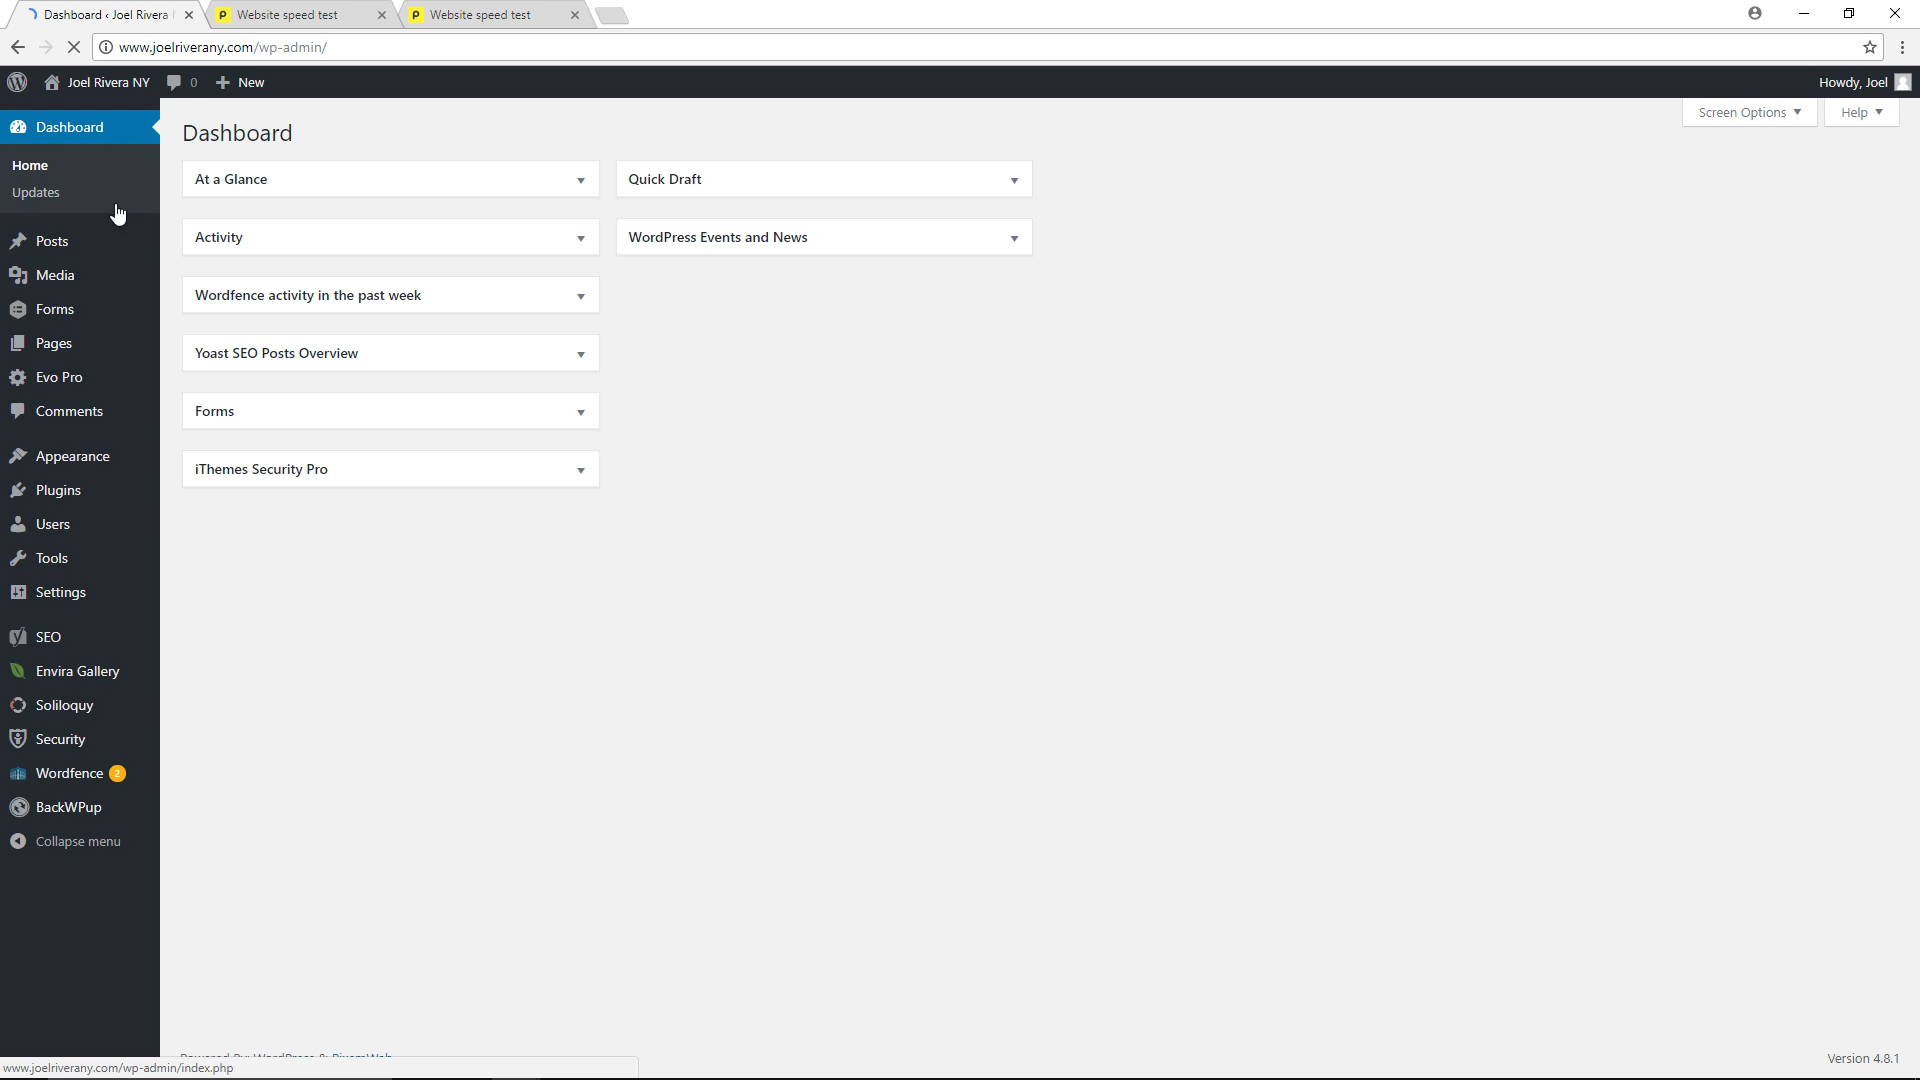 Dashboard ‹ Joel Rivera
Website speed test
Website speed test
www.joelriverany.com/wp-admin/
Joel Rivera NY
0
New
Howdy, Joel
Screen Options
Help
Dashboard
Home
Updates
Posts
Media
Forms
Pages
Evo Pro
Comments
Appearance
Plugins
Users
Tools
Settings
SEO
Envira Gallery
Soliloquy
Security
Wordfence 2
BackWPup
Collapse menu
Dashboard
At a Glance
Activity
Wordfence activity in the past week
Yoast SEO Posts Overview
Forms
iThemes Security Pro
Quick Draft
WordPress Events and News
Version 4.8.1
www.joelriverany.com/wp-admin/index.php